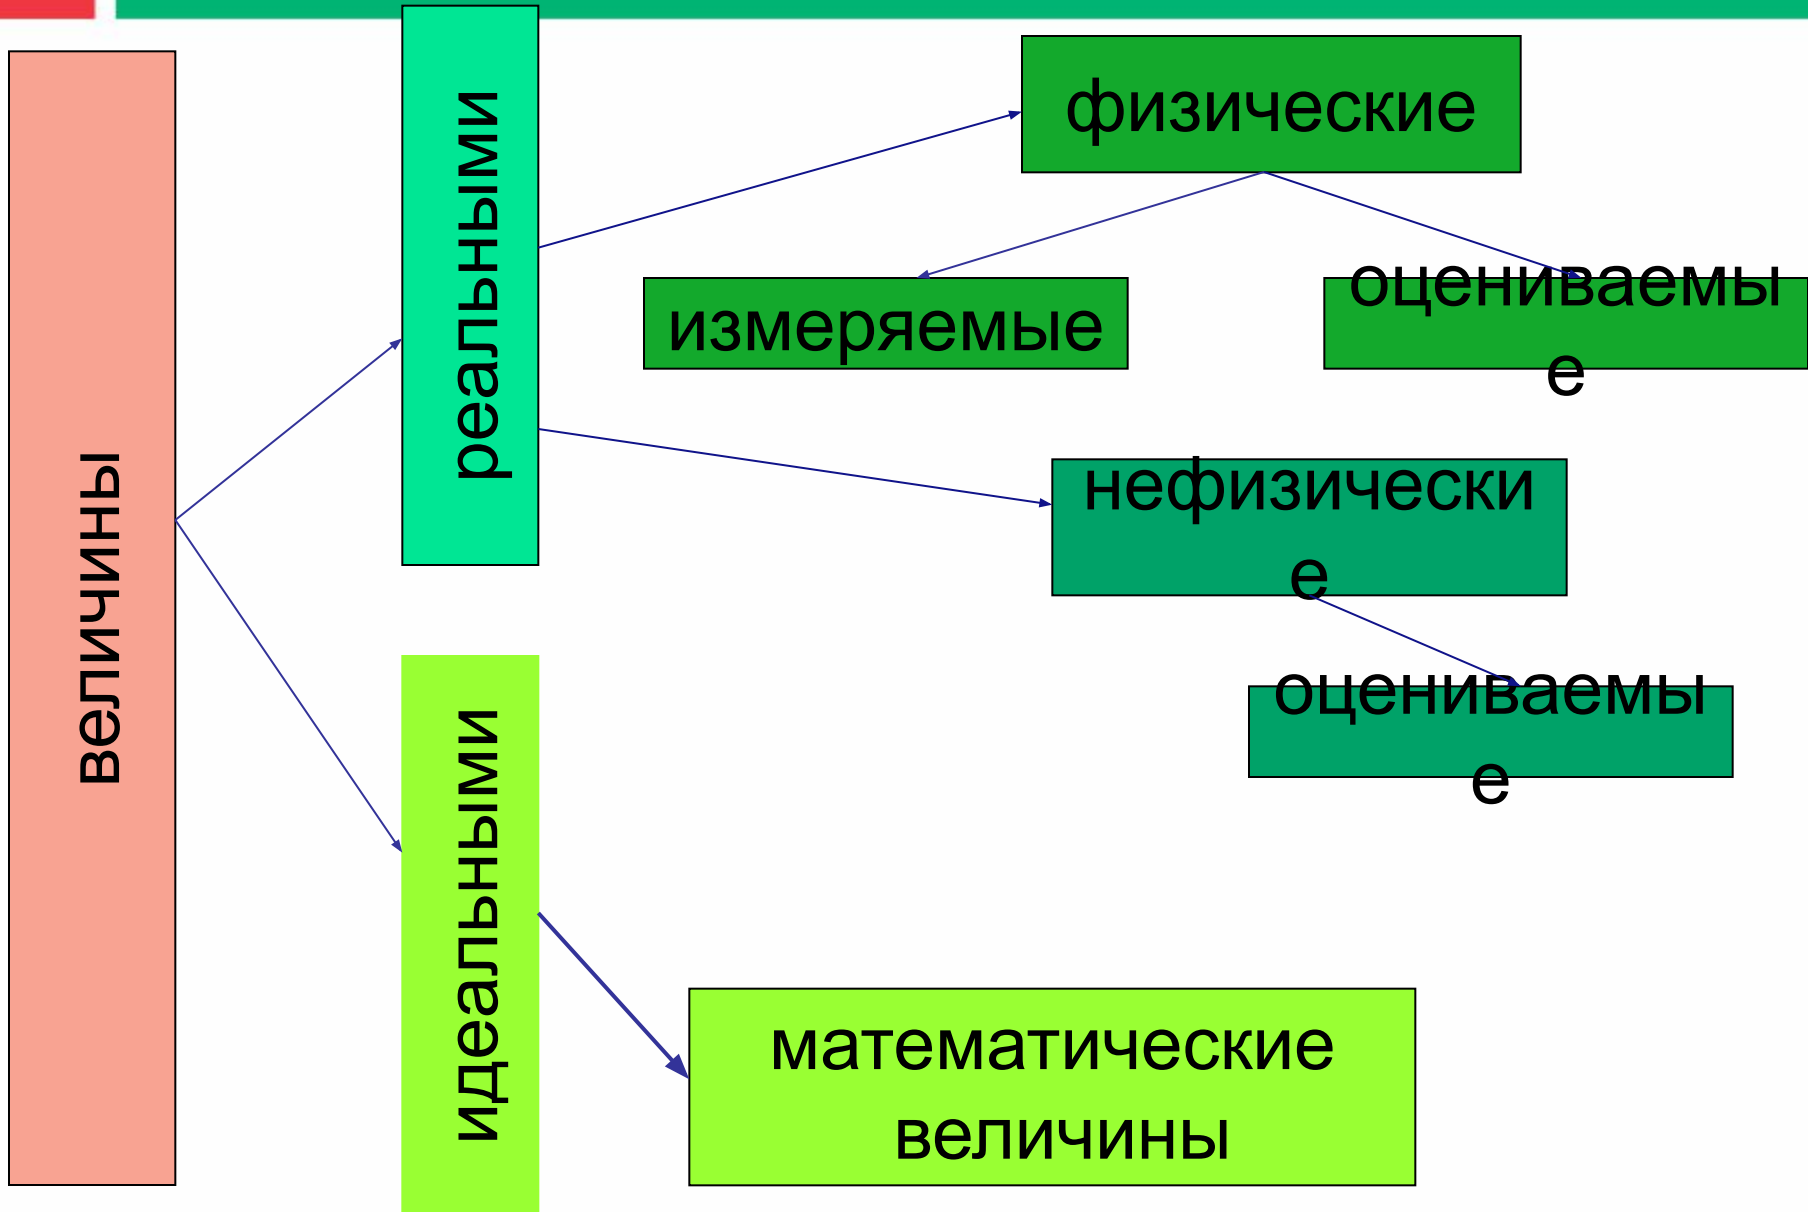 величины
реальными
физические
измеряемые
оцениваемы
е
нефизически
е
оцениваемы
е
идеальными
математические
величины